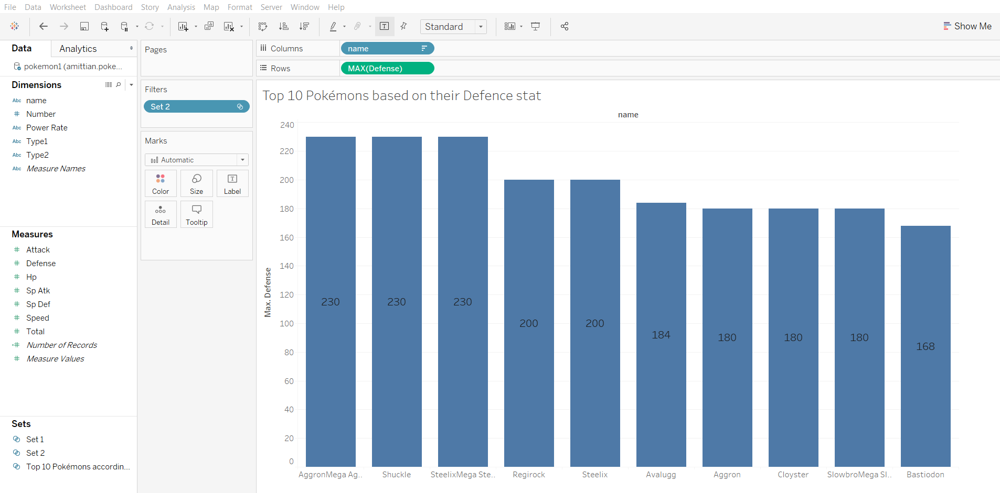 File Data Worksheet Dashboard Story Analysis Map Format Server Window Help
Standard
Show Me
Data Analytics
pokemon1 (amittian.poke...
Dimensions
Abc name
Number
Abc Power Rate
Abc Type1
Abc Type2
Abc Measure Names
Measures
Attack
Defense
Hp
Sp Atk
Sp Def
Speed
Total
Number of Records
Measure Values
Sets
Set 1
Set 2
Top 10 Pokémons accordin...
Pages
Filters
Set 2
Marks
Automatic
Color Size Label
Detail Tooltip
Columns name
Rows MAX(Defense)
Top 10 Pokémons based on their Defence stat
name
Max. Defense
240
220
200
180
160
140
120
100
80
60
40
20
0
230 230 230 200 200 184 180 180 180 168
AggronMega Ag.. Shuckle SteelixMega Ste.. Regirock Steelix Avalugg Aggron Cloyster SlowbroMega Sl.. Bastiodon